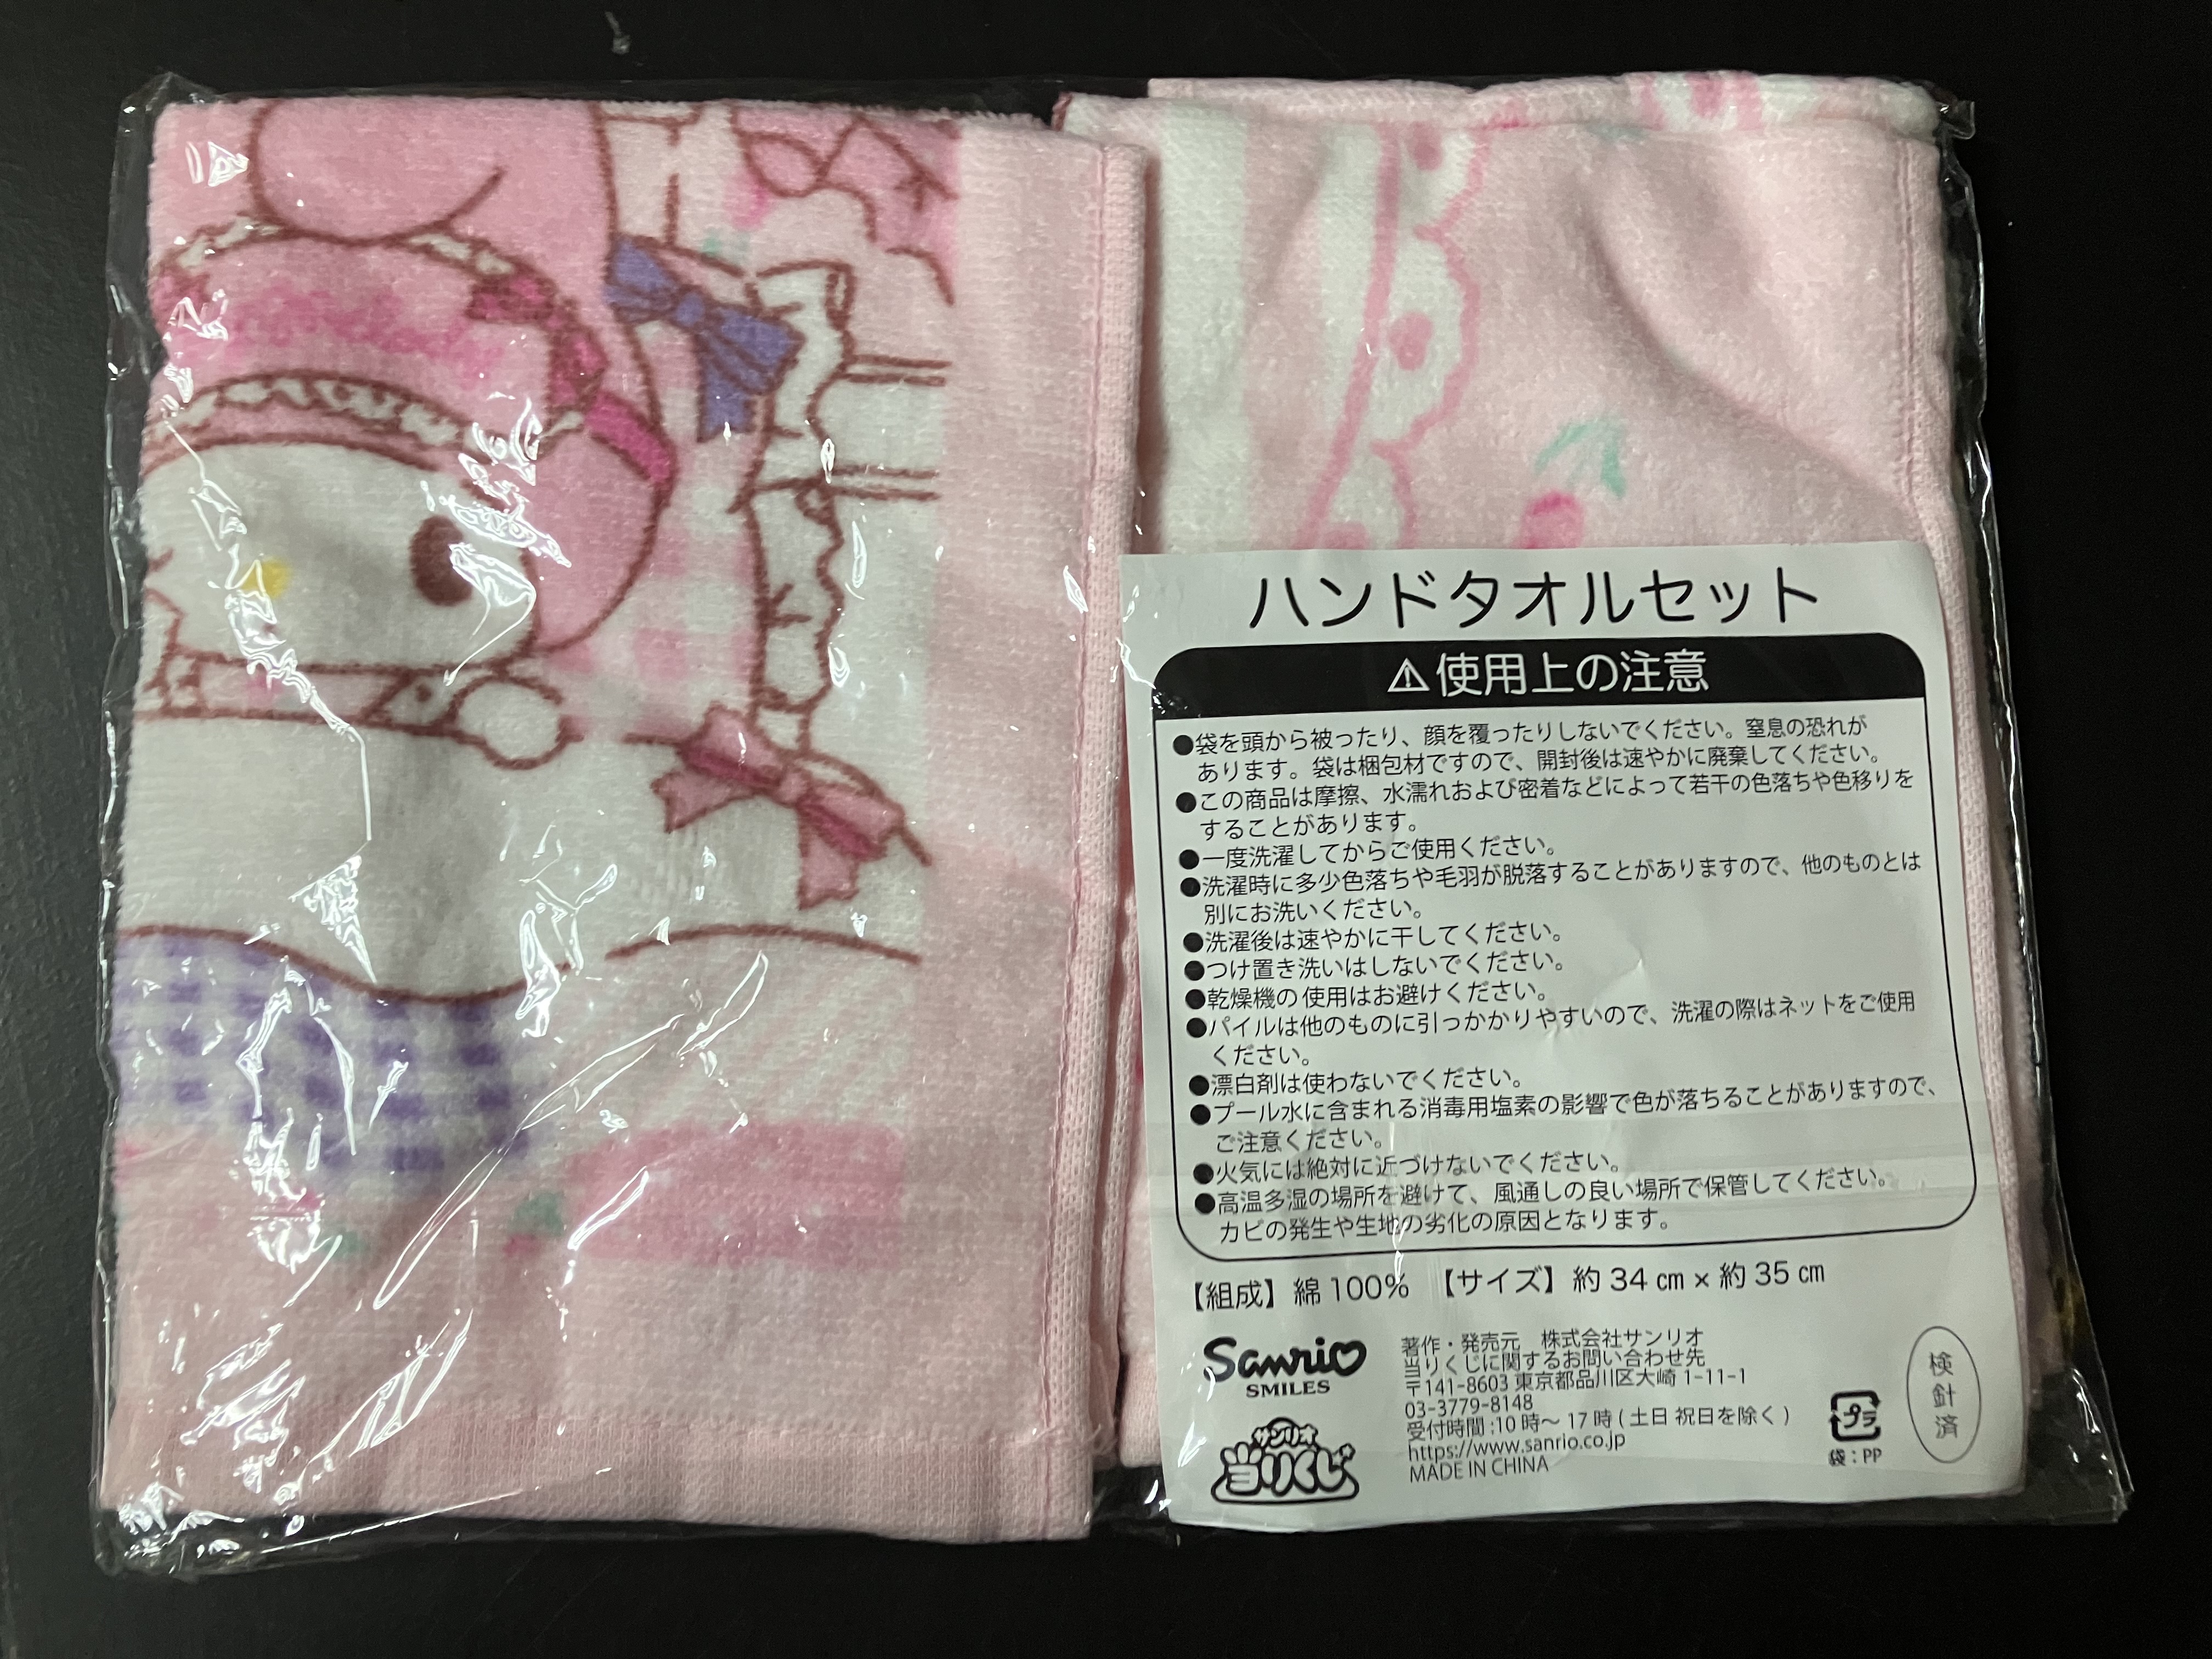 ハンドタオルセット
⚠使用上の注意
●袋を頭から被ったり、顔を覆ったりしないでください。窒息の恐れが
あります。袋は梱包材ですので、開封後は速やかに廃棄してください。
●この商品は摩擦、水濡れおよび密着などによって若干の色落ちや色移りを
することがあります。
●一度洗濯してからご使用ください。
●洗濯時に多少色落ちや毛羽が脱落することがありますので、他のものとは
別にお洗いください。
●洗濯後は速やかに干してください。
●つけ置き洗いはしないでください。
●乾燥機の使用はお避けください。
●パイルは他のものに引っかかりやすいので、洗濯の際はネットをご使用
ください。
●漂白剤は使わないでください。
●プール水に含まれる消毒用塩素の影響で色が落ちることがありますので、
ご注意ください。
●火気には絶対に近づけないでください。
●高温多湿の場所を避けて、風通しの良い場所で保管してください。
カビの発生や生地の劣化の原因となります。
【組成】綿100% 【サイズ】約34㎝×約35㎝
Sanrio
SMILES
サンリオ
当りくじ
著作・発売元 株式会社サンリオ
当りくじに関するお問い合わせ先
〒141-8603 東京都品川区大崎 1-11-1
03-3779-8148
受付時間:10時〜17時(土日祝日を除く)
https://www.sanrio.co.jp
MADE IN CHINA
プラ
袋:PP
検針済